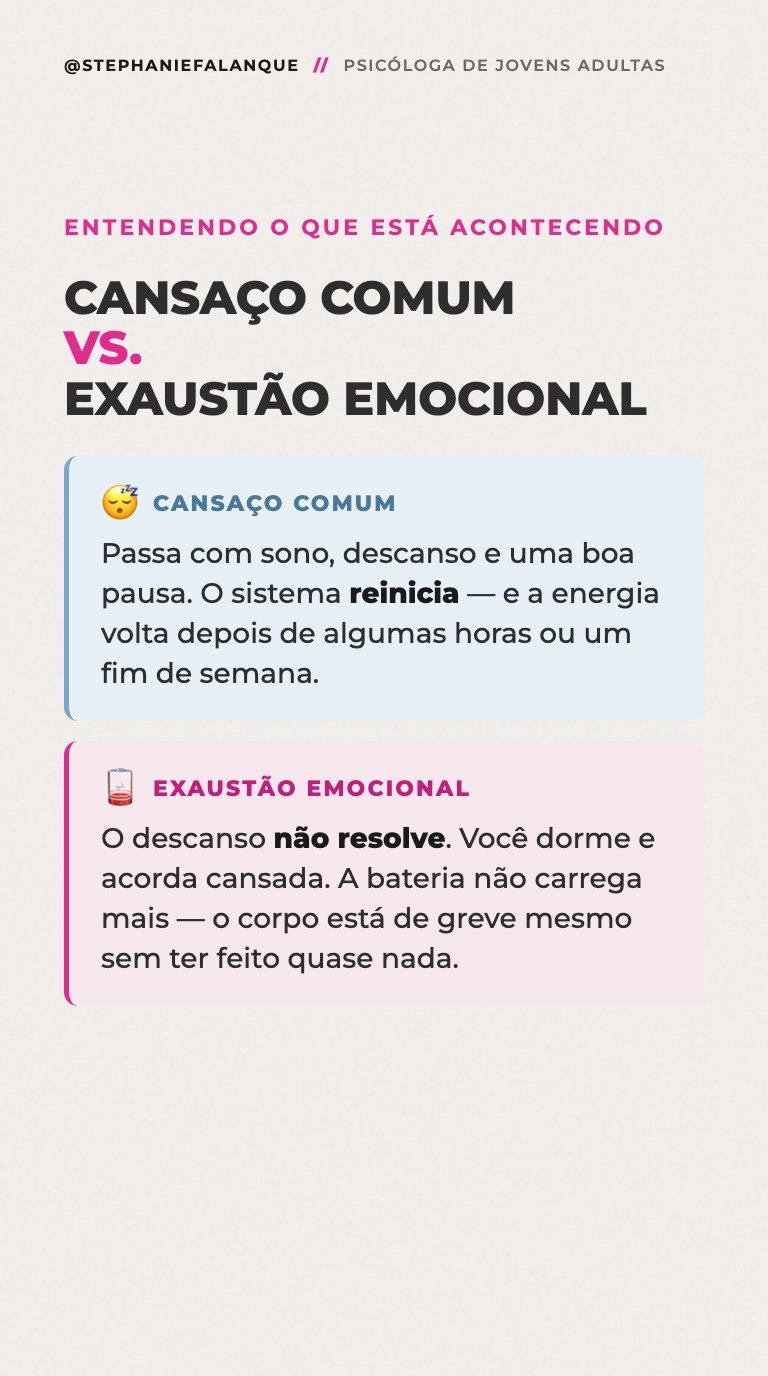 @STEPHANIEFALANQUE // PSICÓLOGA DE JOVENS ADULTAS
ENTENDENDO O QUE ESTÁ ACONTECENDO
CANSAÇO COMUM
VS.
EXAUSTÃO EMOCIONAL
😴 CANSAÇO COMUM
Passa com sono, descanso e uma boa
pausa. O sistema reinicia — e a energia
volta depois de algumas horas ou um
fim de semana.
🪫 EXAUSTÃO EMOCIONAL
O descanso não resolve. Você dorme e
acorda cansada. A bateria não carrega
mais — o corpo está de greve mesmo
sem ter feito quase nada.